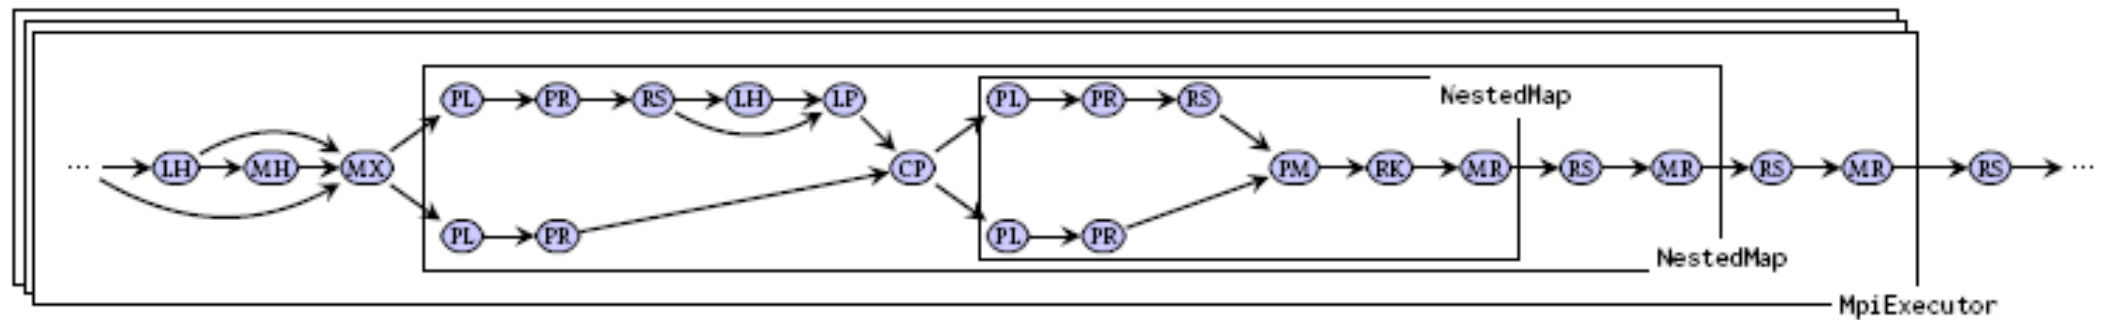 PL PR RS LH LP PL PR RS NestedMap
... LH MH MX CP PM RK MR RS MR RS MR RS ...
PL PR PL PR
NestedMap
MpiExecutor